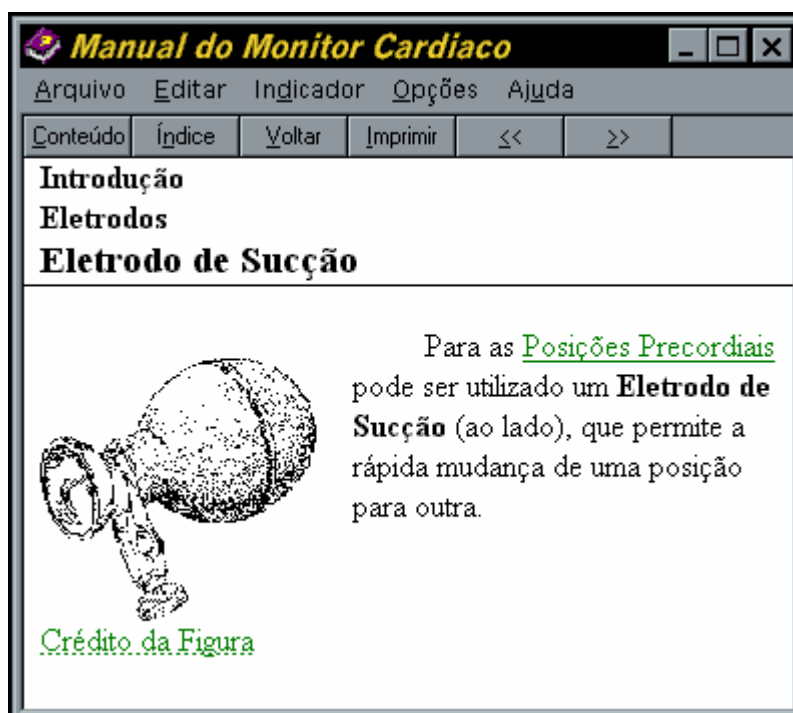 Manual do Monitor Cardiaco
Arquivo Editar Indicador Opções Ajuda
Conteúdo Índice Voltar Imprimir << >>
Introdução
Eletrodos
Eletrodo de Sucção
Para as Posições Precordiais
pode ser utilizado um Eletrodo de
Sucção (ao lado), que permite a
rápida mudança de uma posição
para outra.
Crédito da Figura